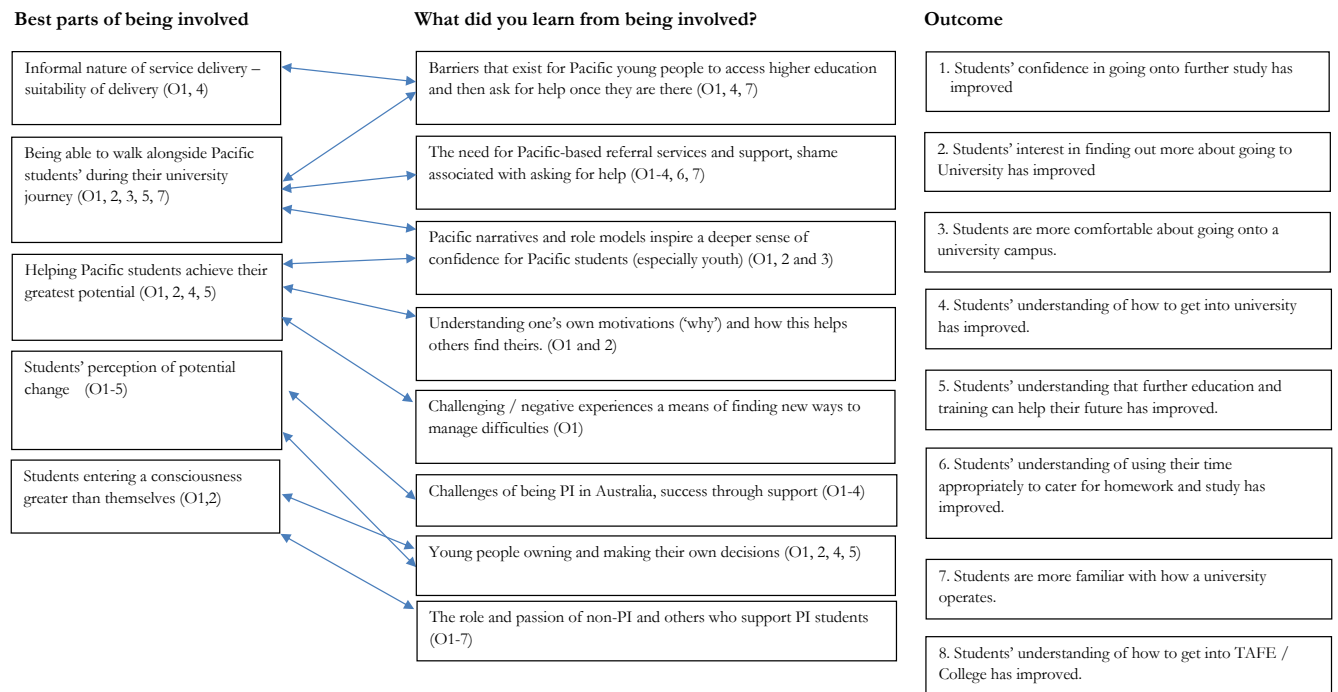 Best parts of being involved
Informal nature of service delivery –
suitability of delivery (O1, 4)
Being able to walk alongside Pacific
students’ during their university
journey (O1, 2, 3, 5, 7)
Helping Pacific students achieve their
greatest potential (O1, 2, 4, 5)
Students’ perception of potential
change (O1-5)
Students entering a consciousness
greater than themselves (O1,2)
What did you learn from being involved?
Barriers that exist for Pacific young people to access higher education
and then ask for help once they are there (O1, 4, 7)
The need for Pacific-based referral services and support, shame
associated with asking for help (O1-4, 6, 7)
Pacific narratives and role models inspire a deeper sense of
confidence for Pacific students (especially youth) (O1, 2 and 3)
Understanding one’s own motivations (‘why’) and how this helps
others find theirs. (O1 and 2)
Challenging / negative experiences a means of finding new ways to
manage difficulties (O1)
Challenges of being PI in Australia, success through support (O1-4)
Young people owning and making their own decisions (O1, 2, 4, 5)
The role and passion of non-PI and others who support PI students
(O1-7)
Outcome
1. Students’ confidence in going onto further study has
improved
2. Students’ interest in finding out more about going to
University has improved
3. Students are more comfortable about going onto a
university campus.
4. Students’ understanding of how to get into university
has improved.
5. Students’ understanding that further education and
training can help their future has improved.
6. Students’ understanding of using their time
appropriately to cater for homework and study has
improved.
7. Students are more familiar with how a university
operates.
8. Students’ understanding of how to get into TAFE /
College has improved.